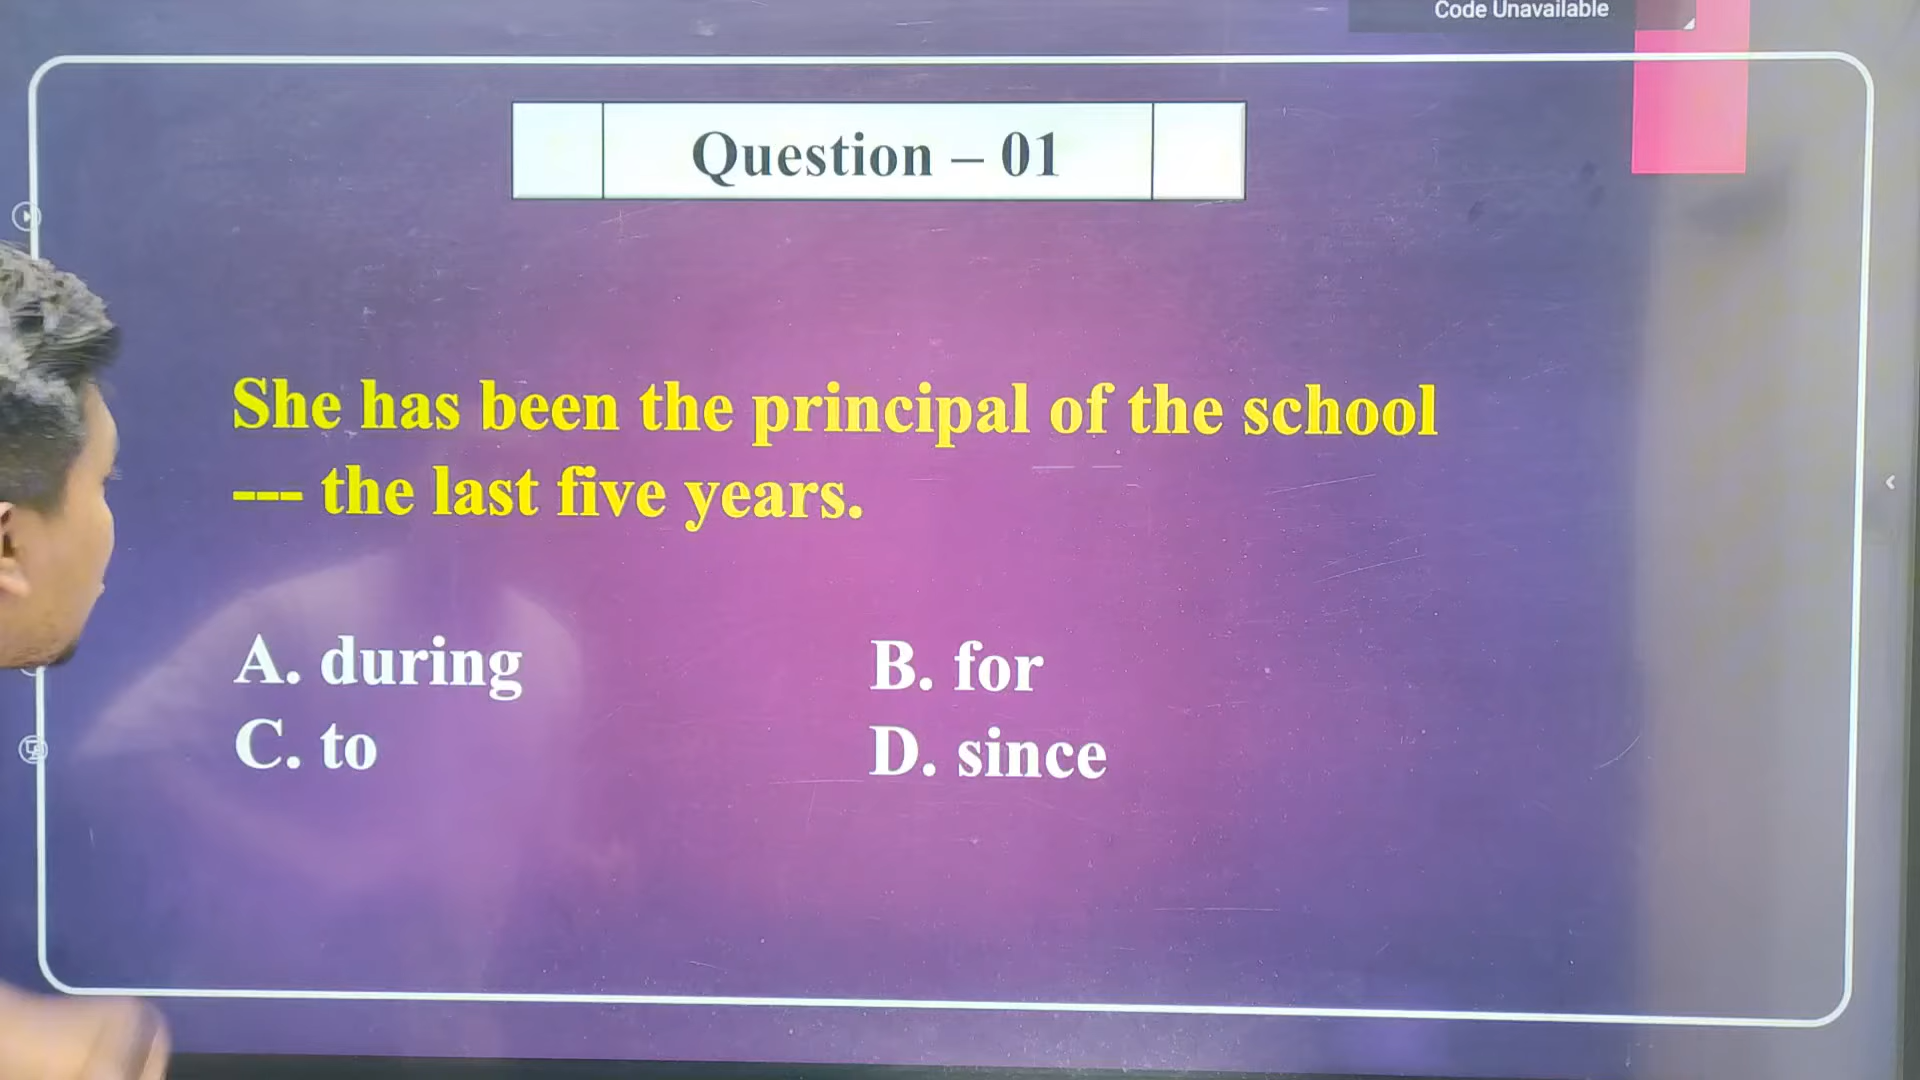 Code Unavailable
Question – 01
She has been the principal of the school
--- the last five years.
A. during
B. for
C. to
D. since